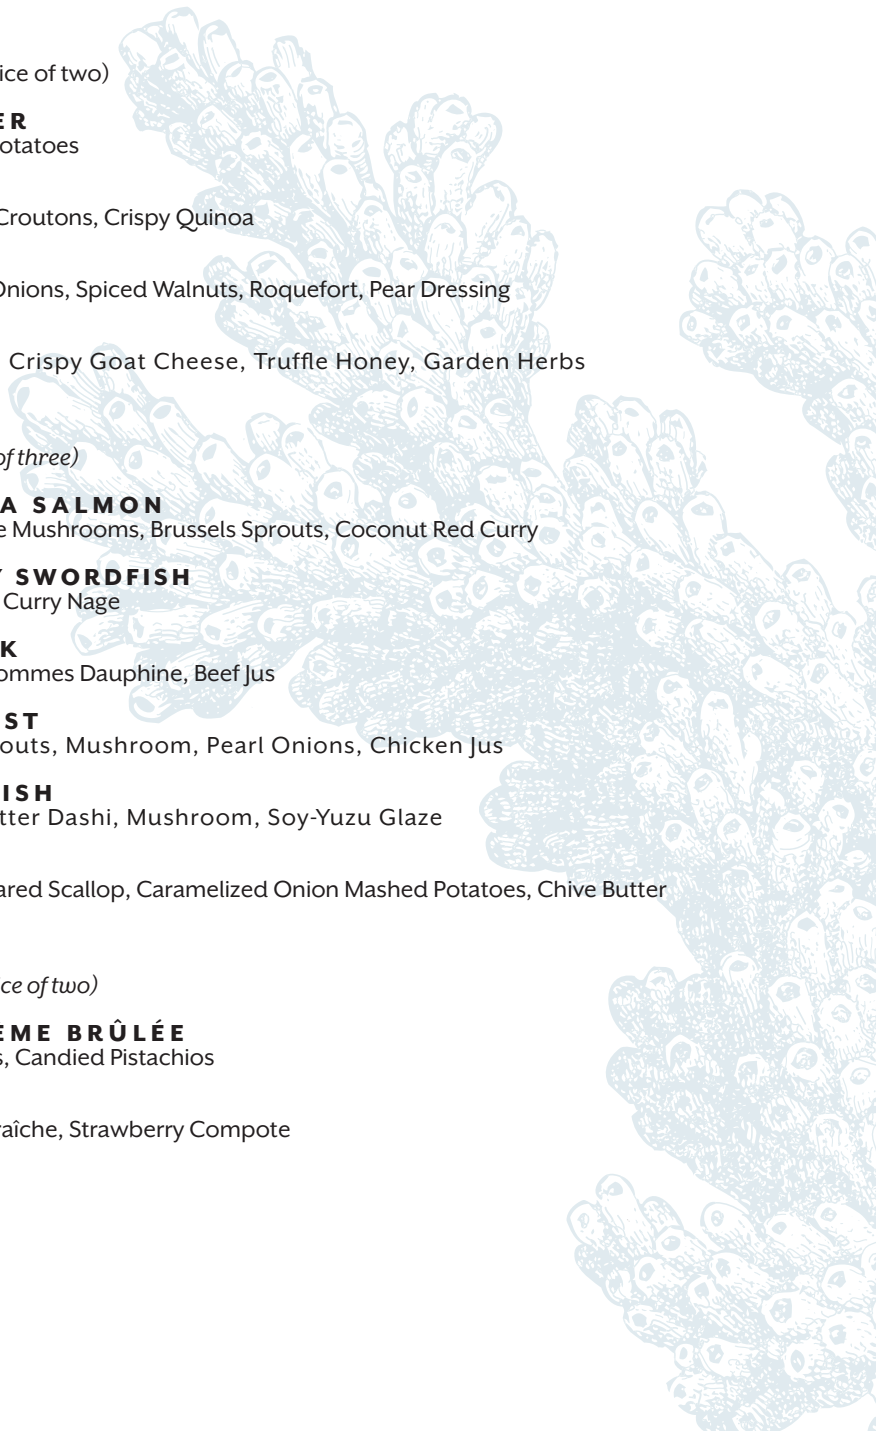 ice of two)
ER
otatoes
Croutons, Crispy Quinoa
Onions, Spiced Walnuts, Roquefort, Pear Dressing
Crispy Goat Cheese, Truffle Honey, Garden Herbs
of three)
A SALMON
e Mushrooms, Brussels Sprouts, Coconut Red Curry
Y SWORDFISH
Curry Nage
K
ommes Dauphine, Beef Jus
ST
outs, Mushroom, Pearl Onions, Chicken Jus
ISH
tter Dashi, Mushroom, Soy-Yuzu Glaze
ared Scallop, Caramelized Onion Mashed Potatoes, Chive Butter
ce of two)
ÈME BRÛLÉE
s, Candied Pistachios
raîche, Strawberry Compote